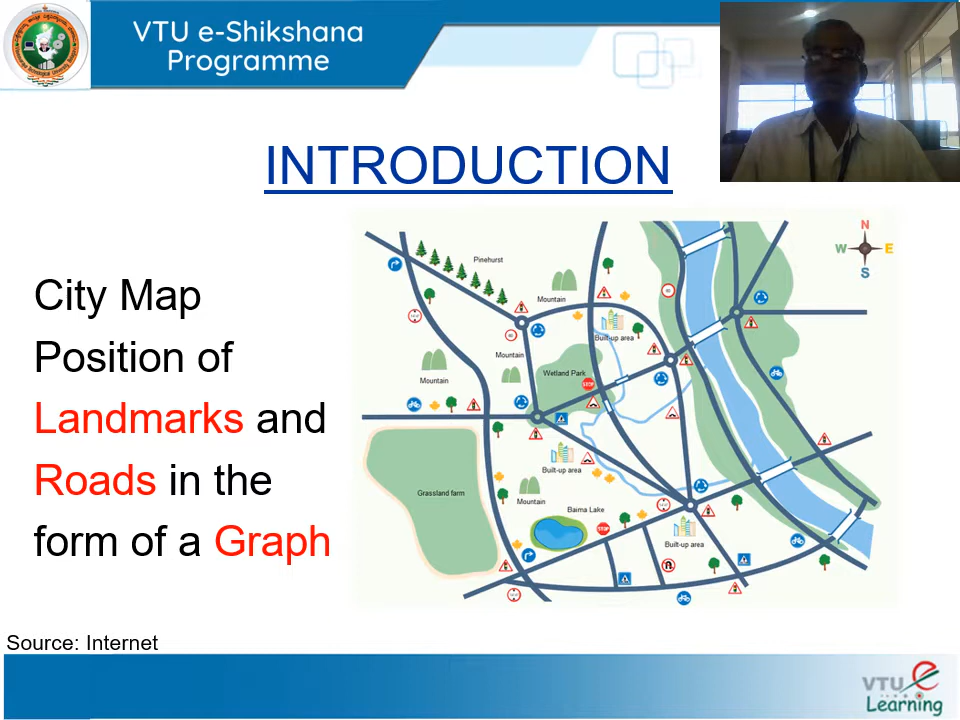 VTU e-Shikshana
Programme
INTRODUCTION
City Map
Position of
Landmarks and
Roads in the
form of a Graph
N
W
E
S
Pinehurst
Mountain
Built-up area
Mountain
Wetland Park
STOP
Mountain
Built-up area
Grassland farm
Mountain
Baima Lake
STOP
Built-up area
Source: Internet
VTU e
Learning